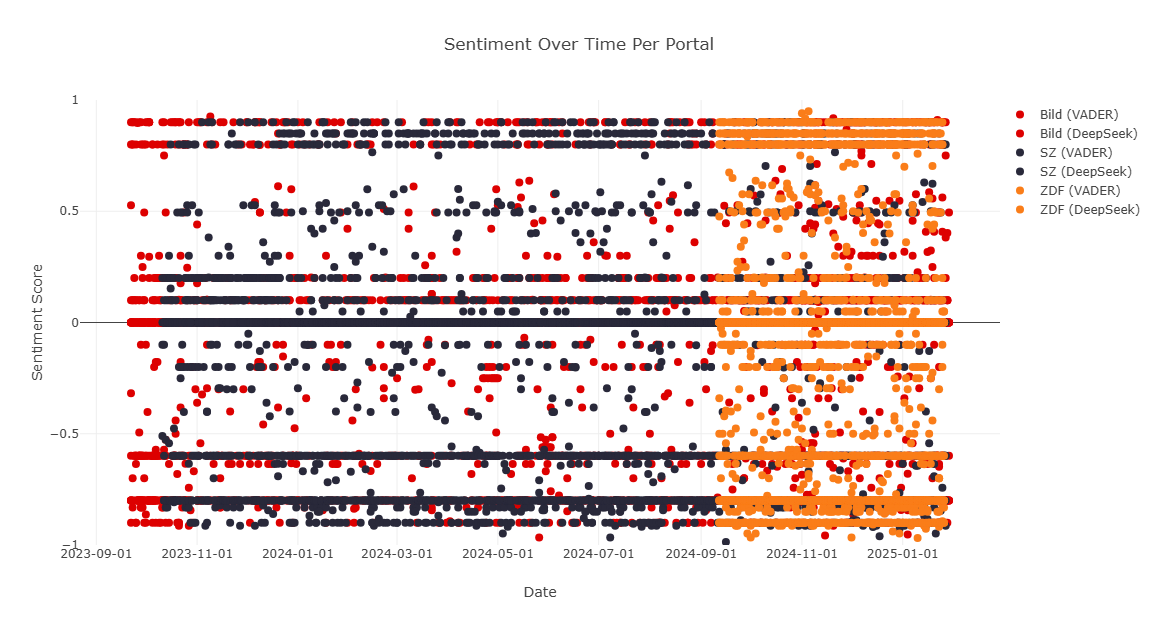 Sentiment Over Time Per Portal
1
0.5
0
−0.5
−1
Sentiment Score
2023-09-01
2023-11-01
2024-01-01
2024-03-01
2024-05-01
2024-07-01
2024-09-01
2024-11-01
2025-01-01
Date
Bild (VADER)
Bild (DeepSeek)
SZ (VADER)
SZ (DeepSeek)
ZDF (VADER)
ZDF (DeepSeek)